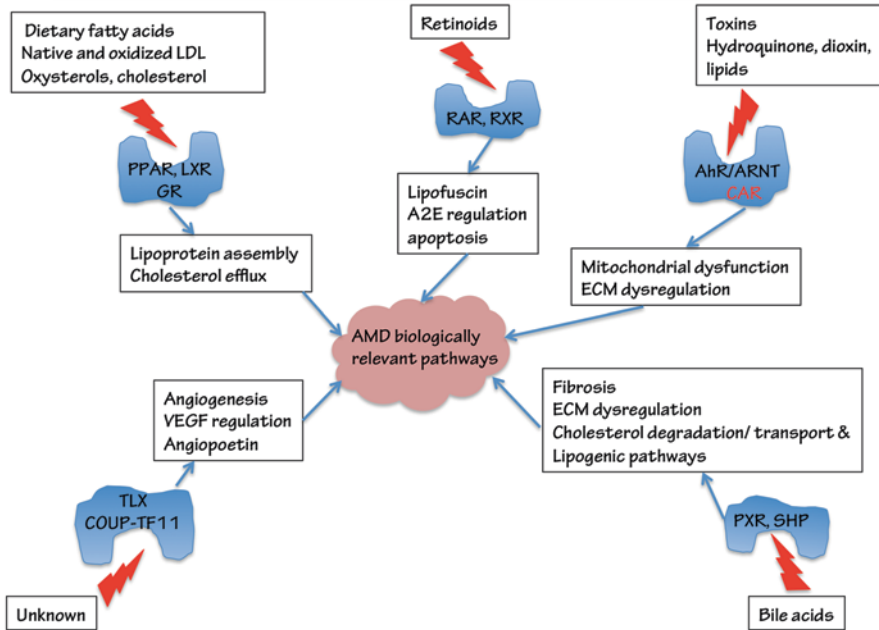 Dietary fatty acids
Native and oxidized LDL
Oxysterols, cholesterol
Retinoids
Toxins
Hydroquinone, dioxin,
lipids
PPAR, LXR
GR
RAR, RXR
AhR/ARNT
CAR
Lipoprotein assembly
Cholesterol efflux
Lipofuscin
A2E regulation
apoptosis
Mitochondrial dysfunction
ECM dysregulation
AMD biologically
relevant pathways
Angiogenesis
VEGF regulation
Angiopoetin
Fibrosis
ECM dysregulation
Cholesterol degradation/ transport &
Lipogenic pathways
TLX
COUP-TF11
PXR, SHP
Unknown
Bile acids